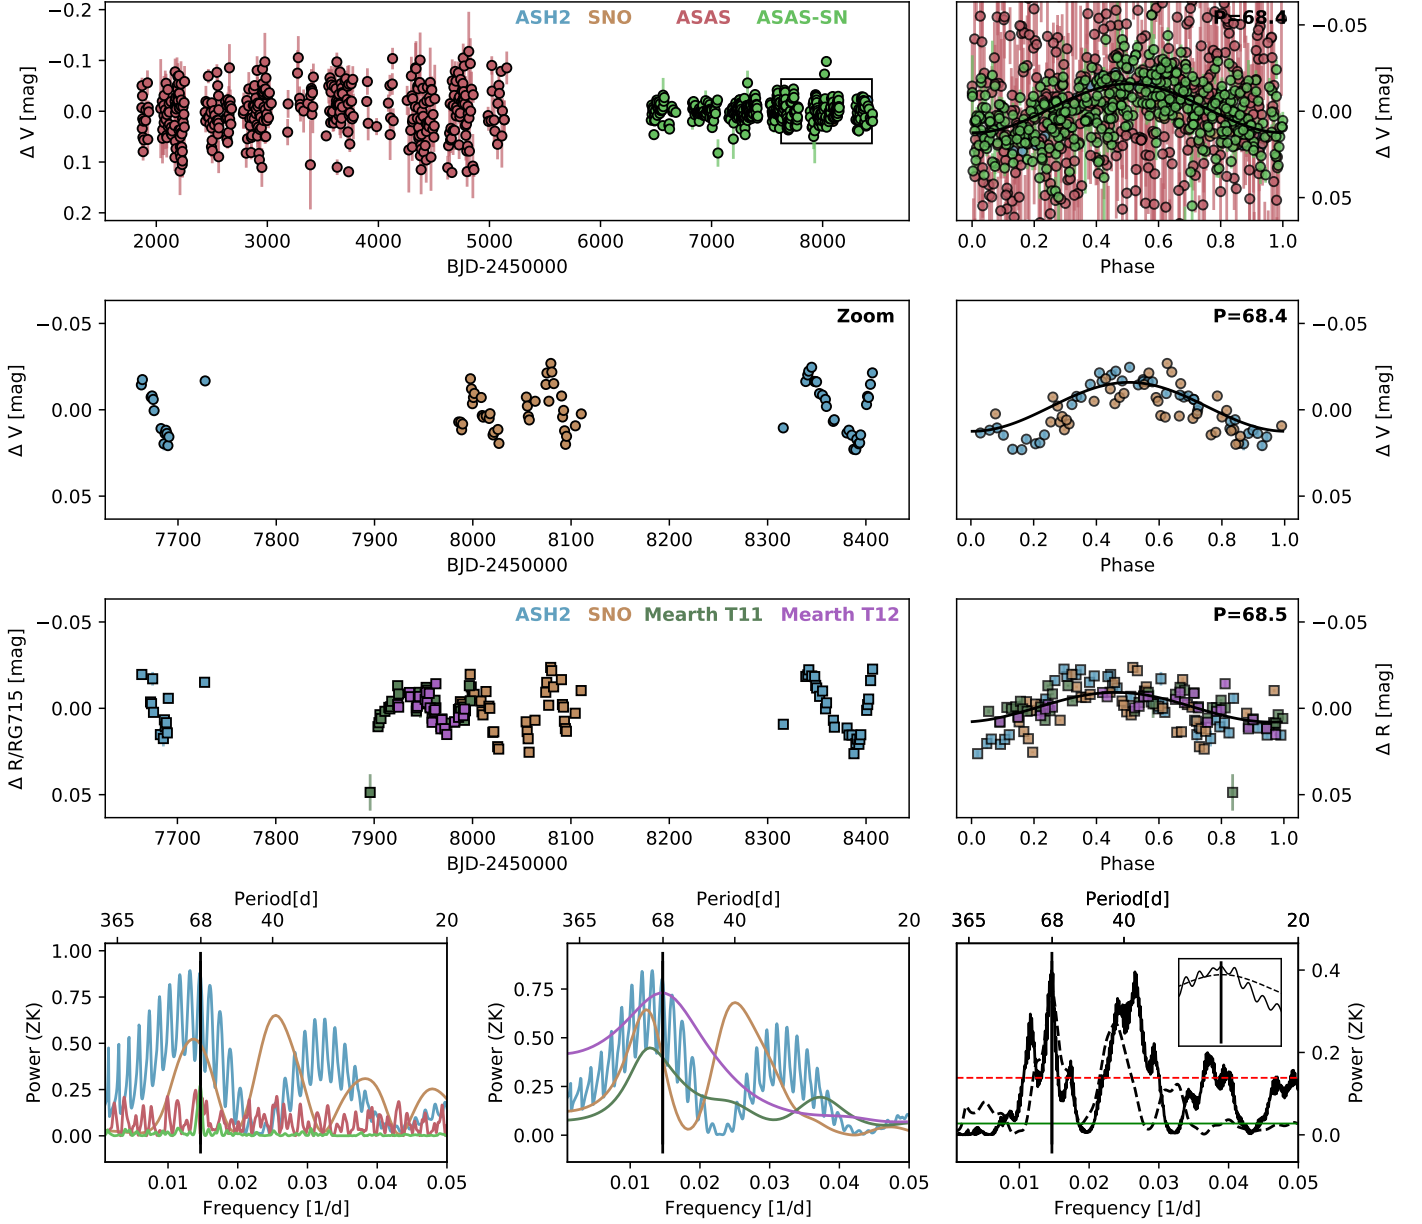 ASH2 SNO ASAS ASAS-SN
−0.2
−0.1
0.0
0.1
0.2
Δ V [mag]
2000 3000 4000 5000 6000 7000 8000
BJD-2450000
P=68.4
−0.05
0.00
0.05
Δ V [mag]
0.0 0.2 0.4 0.6 0.8 1.0
Phase
Zoom
−0.05
0.00
0.05
Δ V [mag]
7700 7800 7900 8000 8100 8200 8300 8400
BJD-2450000
P=68.4
−0.05
0.00
0.05
Δ V [mag]
0.0 0.2 0.4 0.6 0.8 1.0
Phase
ASH2 SNO Mearth T11 Mearth T12
−0.05
0.00
0.05
Δ R/RG715 [mag]
7700 7800 7900 8000 8100 8200 8300 8400
BJD-2450000
P=68.5
−0.05
0.00
0.05
Δ R [mag]
0.0 0.2 0.4 0.6 0.8 1.0
Phase
Period[d]
365 68 40 20
1.00
0.75
0.50
0.25
0.00
Power (ZK)
0.01 0.02 0.03 0.04 0.05
Frequency [1/d]
Period[d]
365 68 40 20
0.75
0.50
0.25
0.00
Power (ZK)
0.01 0.02 0.03 0.04 0.05
Frequency [1/d]
Period[d]
365 68 40 20
0.4
0.2
0.0
Power (ZK)
0.01 0.02 0.03 0.04 0.05
Frequency [1/d]